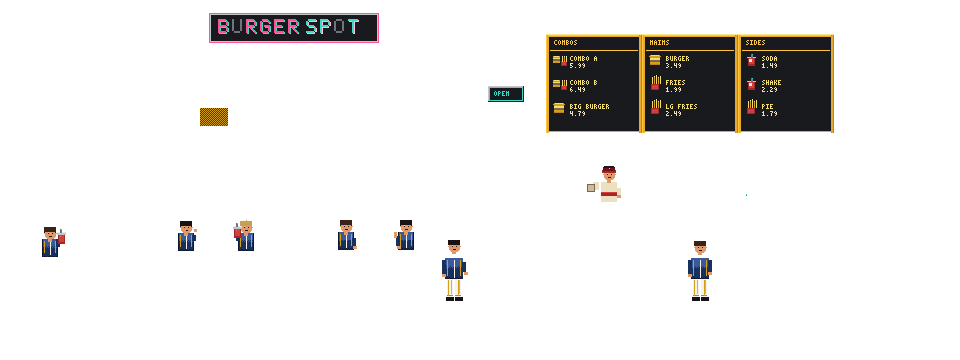 BURGER SPOT
OPEN
COMBOS
COMBO A
5.99
COMBO B
6.49
BIG BURGER
4.79
MAINS
BURGER
3.49
FRIES
1.99
LG FRIES
2.49
SIDES
SODA
1.49
SHAKE
2.29
PIE
1.79